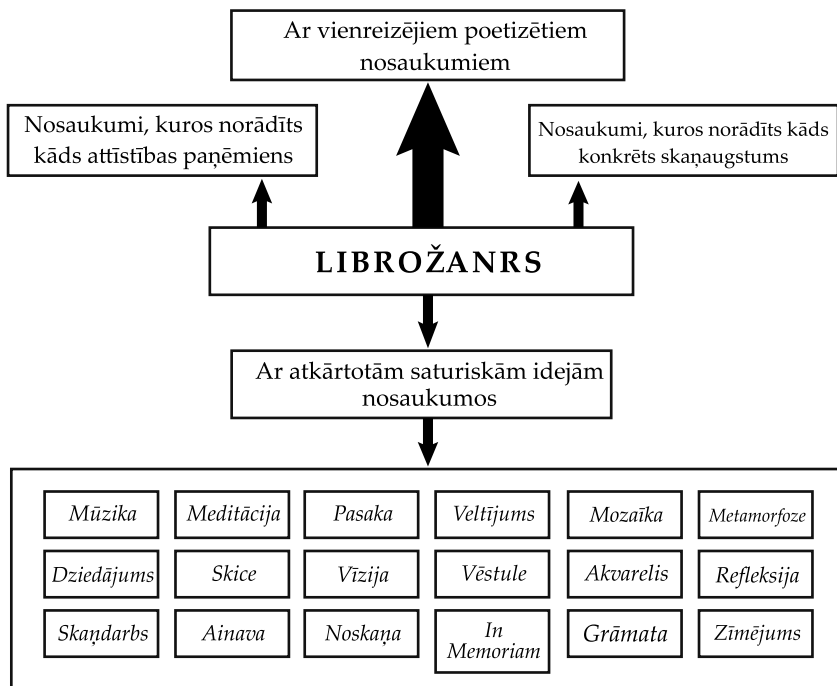 Ar vienreizējiem poetizētiem
nosaukumiem
Nosaukumi, kuros norādīts
kāds attīstības paņēmiens
Nosaukumi, kuros norādīts kāds
konkrēts skaņaugstums
LIBROŽANRS
Ar atkārtotām saturiskām idejām
nosaukumos
Mūzika
Meditācija
Pasaka
Veltījums
Mozaīka
Metamorfoze
Dziedājums
Skice
Vīzija
Vēstule
Akvarelis
Refleksija
Skaņdarbs
Ainava
Noskaņa
In
Memoriam
Grāmata
Zīmējums